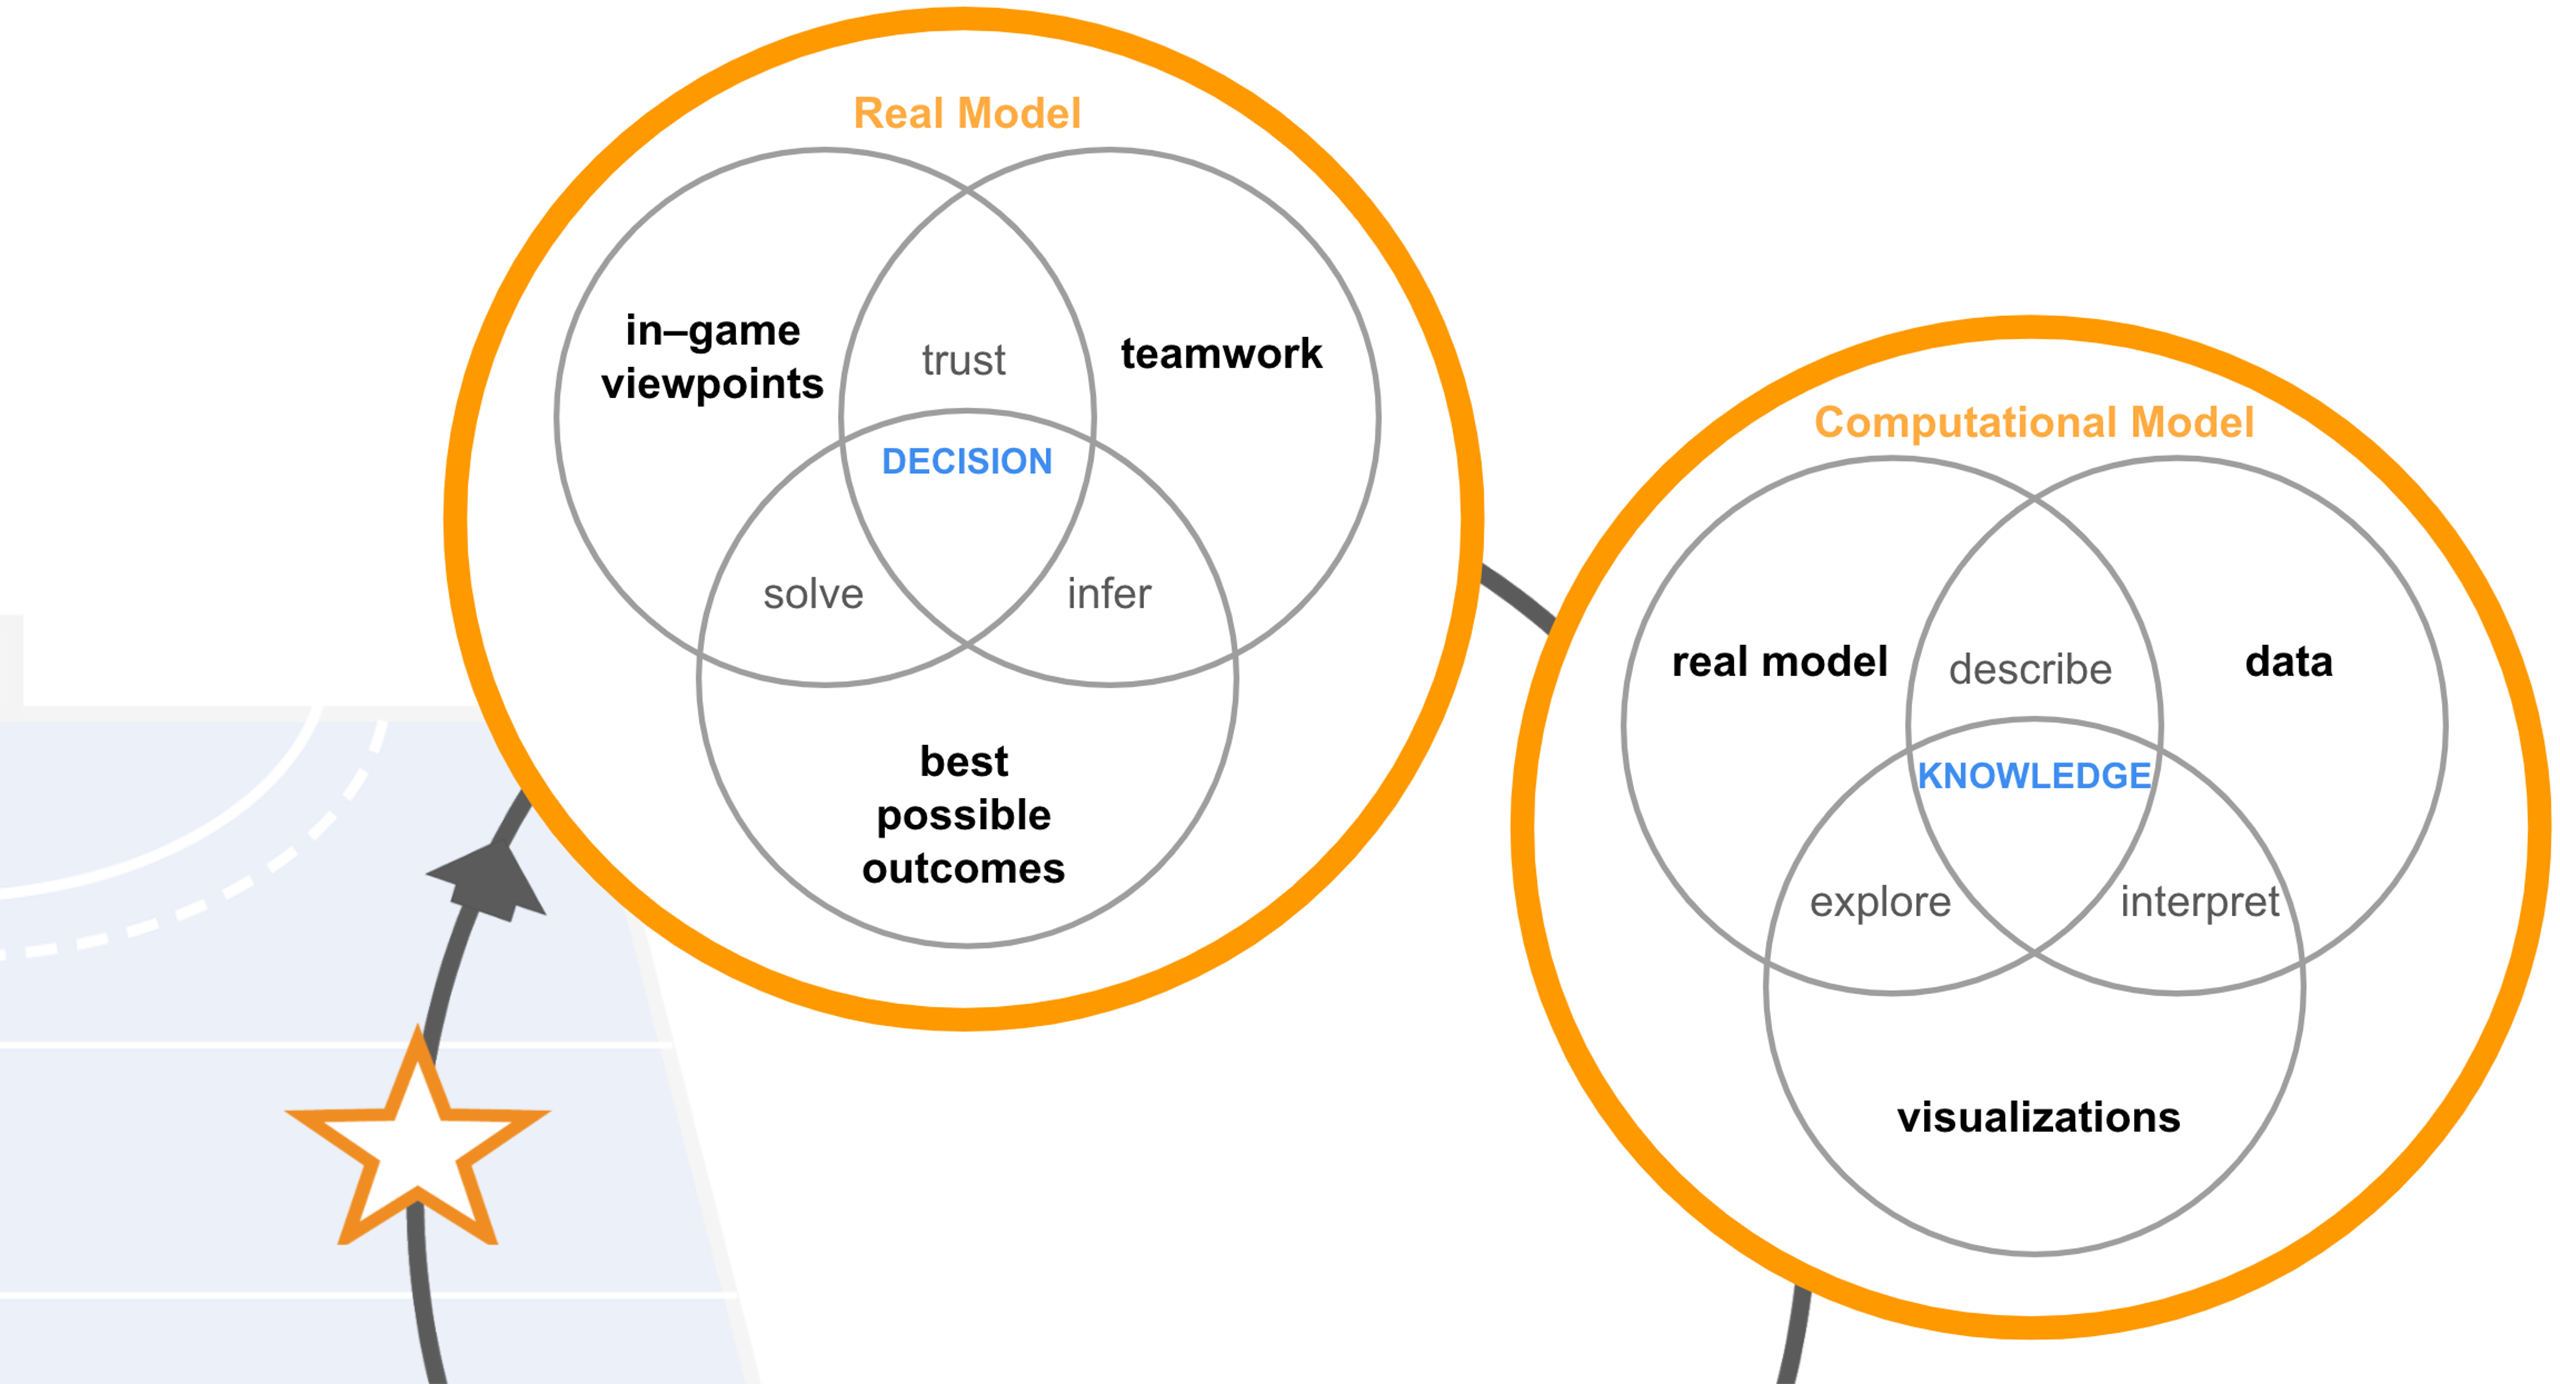 Real Model
in–game
viewpoints
trust
teamwork
DECISION
solve
infer
best
possible
outcomes
Computational Model
real model
describe
data
KNOWLEDGE
explore
interpret
visualizations